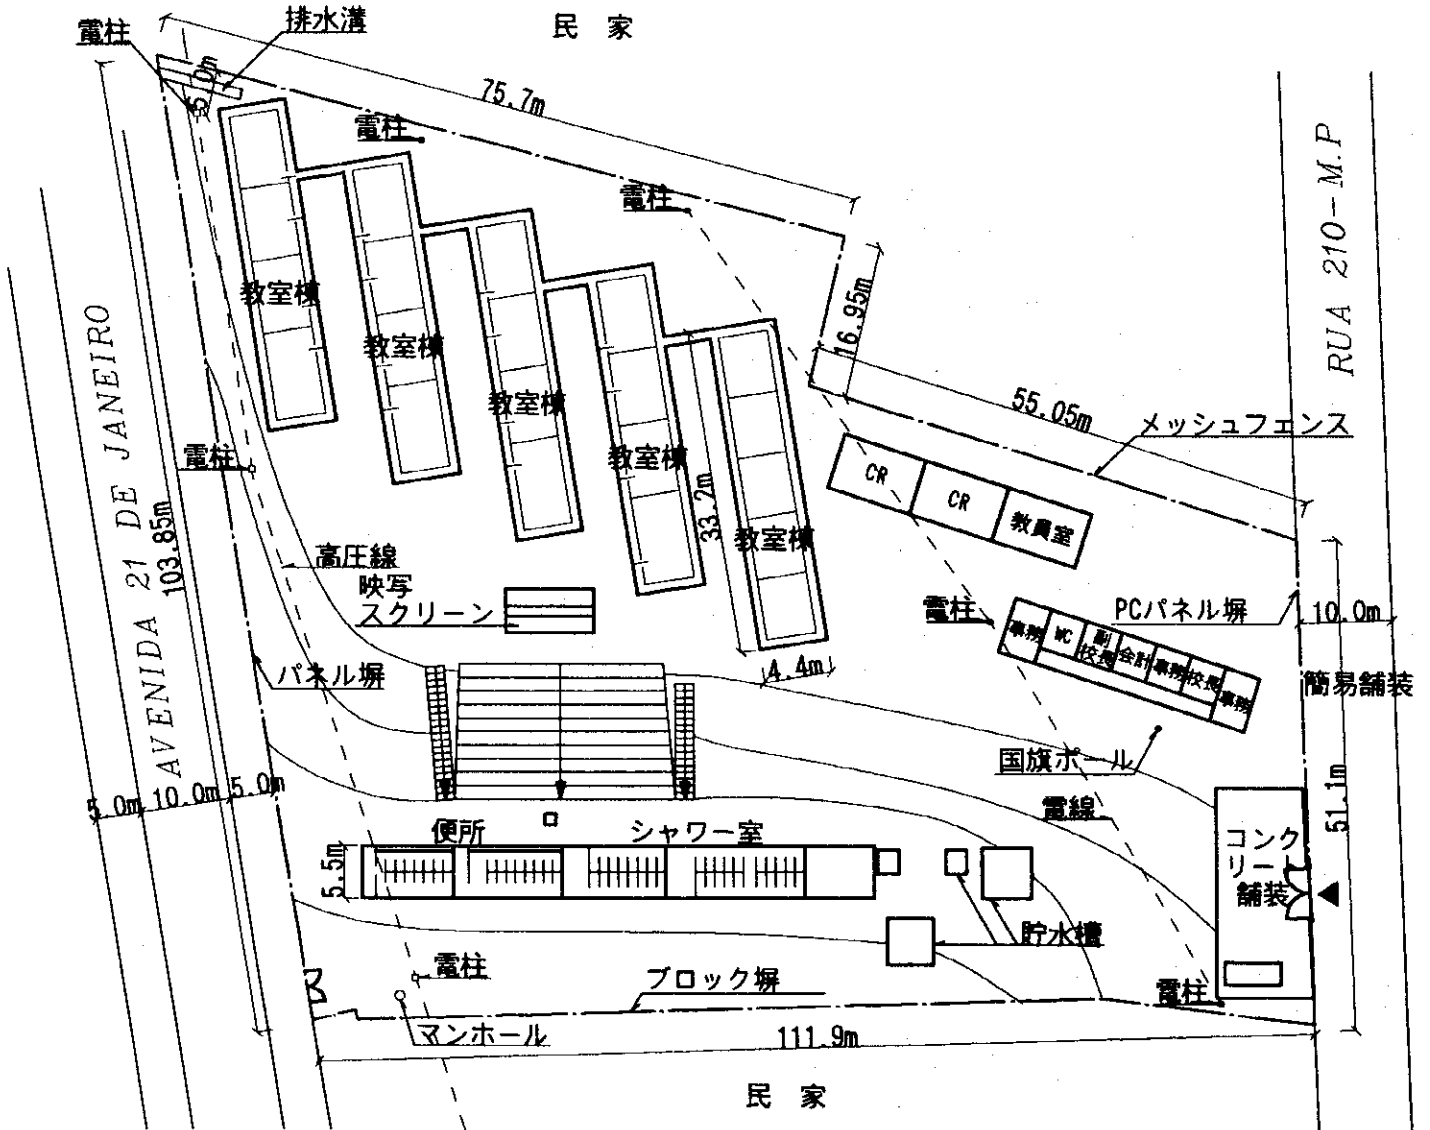 電柱
排水溝
民 家
5.0m
75.7m
電柱
電柱
RUA 210-M.P
16.95m
55.05m
メッシュフェンス
教室棟
教室棟
教室棟
教室棟
教室棟
33.2m
4.4m
AVENIDA 21 DE JANEIRO
103.85m
電柱
高圧線
映写
スクリーン
パネル塀
CR
CR
教員室
電柱
PCパネル塀
10.0m
事務
WC
副
校長
会計
事務
校長
事務
簡易舗装
国旗ポール
電線
5.0m
10.0m
5.0m
便所
シャワー室
5.5m
コンク
リート
舗装
51.1m
貯水槽
電柱
ブロック塀
電柱
マンホール
111.9m
民 家